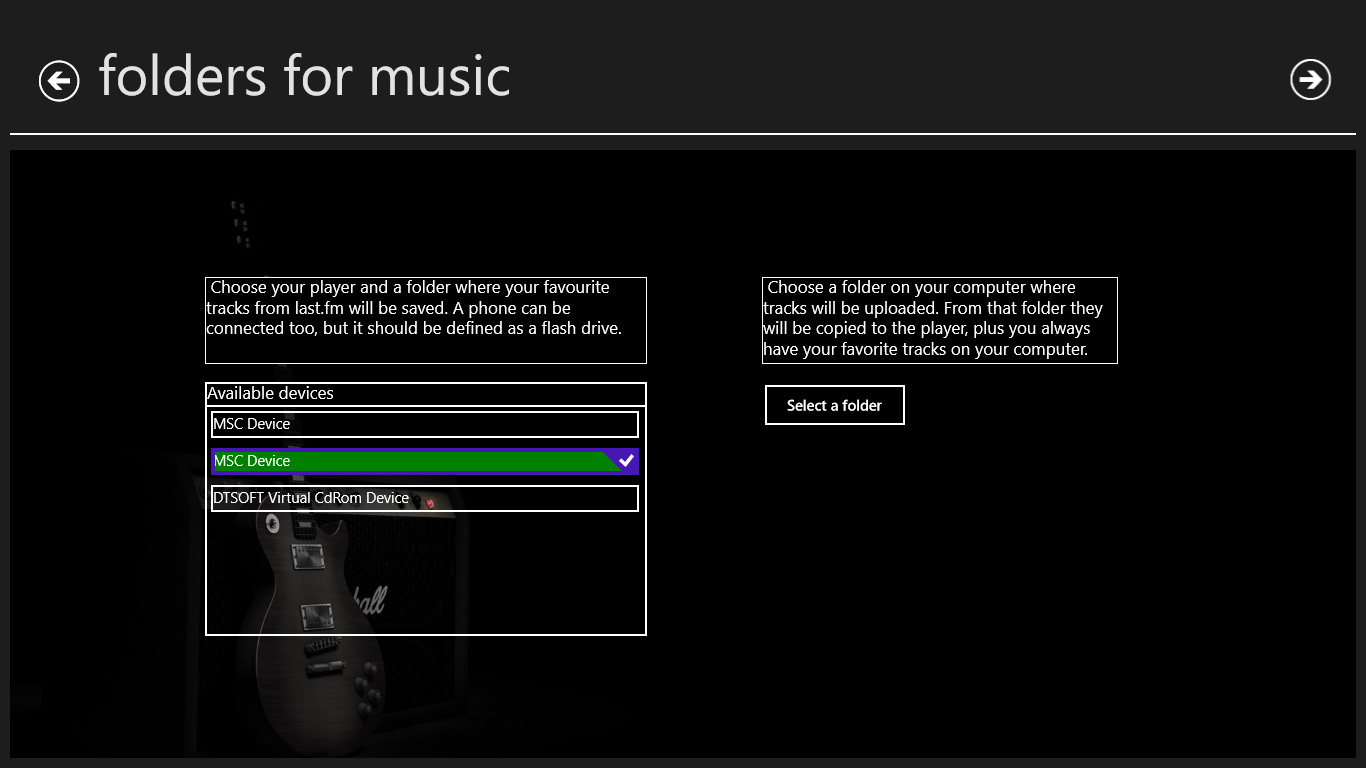 folders for music
Choose your player and a folder where your favourite
tracks from last.fm will be saved. A phone can be
connected too, but it should be defined as a flash drive.
Choose a folder on your computer where
tracks will be uploaded. From that folder they
will be copied to the player, plus you always
have your favorite tracks on your computer.
Available devices
MSC Device
MSC Device
DTSOFT Virtual CdRom Device
Select a folder